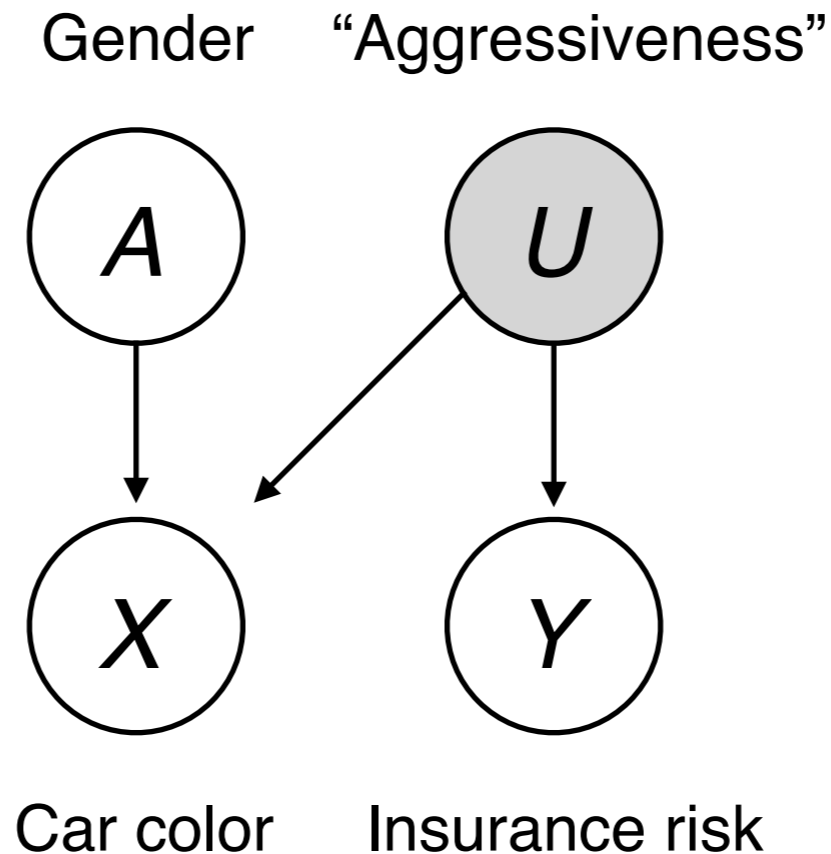 Gender “Aggressiveness”
A U
X Y
Car color Insurance risk